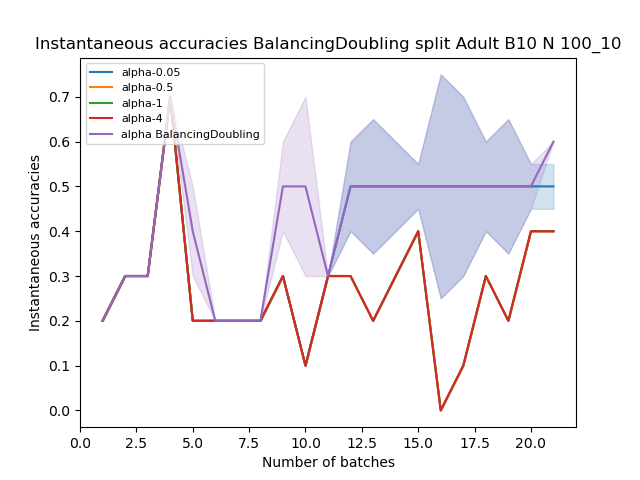 Instantaneous accuracies BalancingDoubling split Adult B10 N 100_10
alpha-0.05
alpha-0.5
alpha-1
alpha-4
alpha BalancingDoubling
Instantaneous accuracies
0.7
0.6
0.5
0.4
0.3
0.2
0.1
0.0
0.0 2.5 5.0 7.5 10.0 12.5 15.0 17.5 20.0
Number of batches